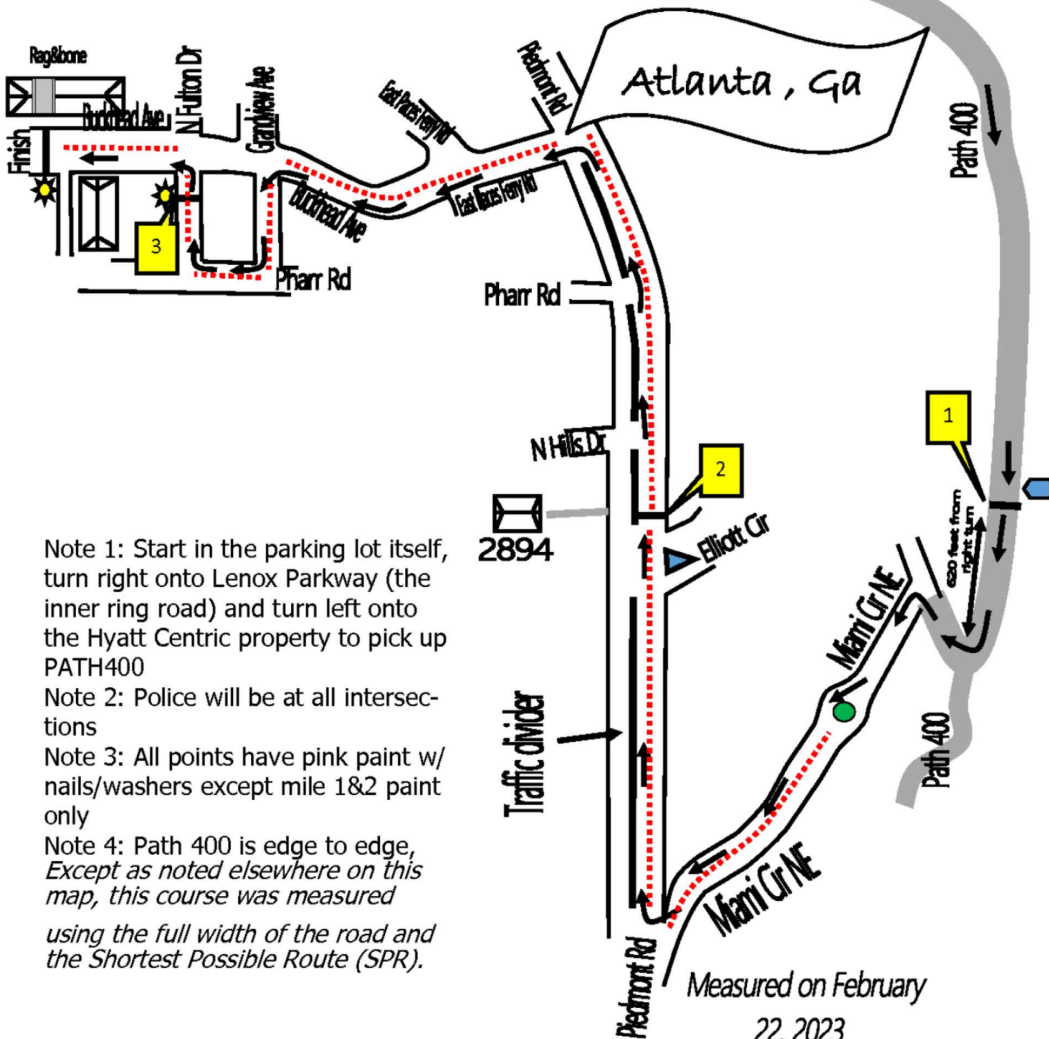 Rag&bone
Buckhead Ave
N Fulton Dr
Grandview Ave
East Paces Ferry Rd
Piedmont Rd
Atlanta , Ga
Path 400
Finish
3
Buckhead Ave
East Paces Ferry Rd
Pharr Rd
Pharr Rd
1
N Hills Dr
2
2894
Elliott Cir
620 feet from
right turn
Note 1: Start in the parking lot itself,
turn right onto Lenox Parkway (the
inner ring road) and turn left onto
the Hyatt Centric property to pick up
PATH400
Note 2: Police will be at all intersec-
tions
Note 3: All points have pink paint w/
nails/washers except mile 1&2 paint
only
Note 4: Path 400 is edge to edge,
Except as noted elsewhere on this
map, this course was measured
using the full width of the road and
the Shortest Possible Route (SPR).
Traffic divider
Miami Cir NE
Path 400
Miami Cir NE
Piedmont Rd
Measured on February
22, 2023